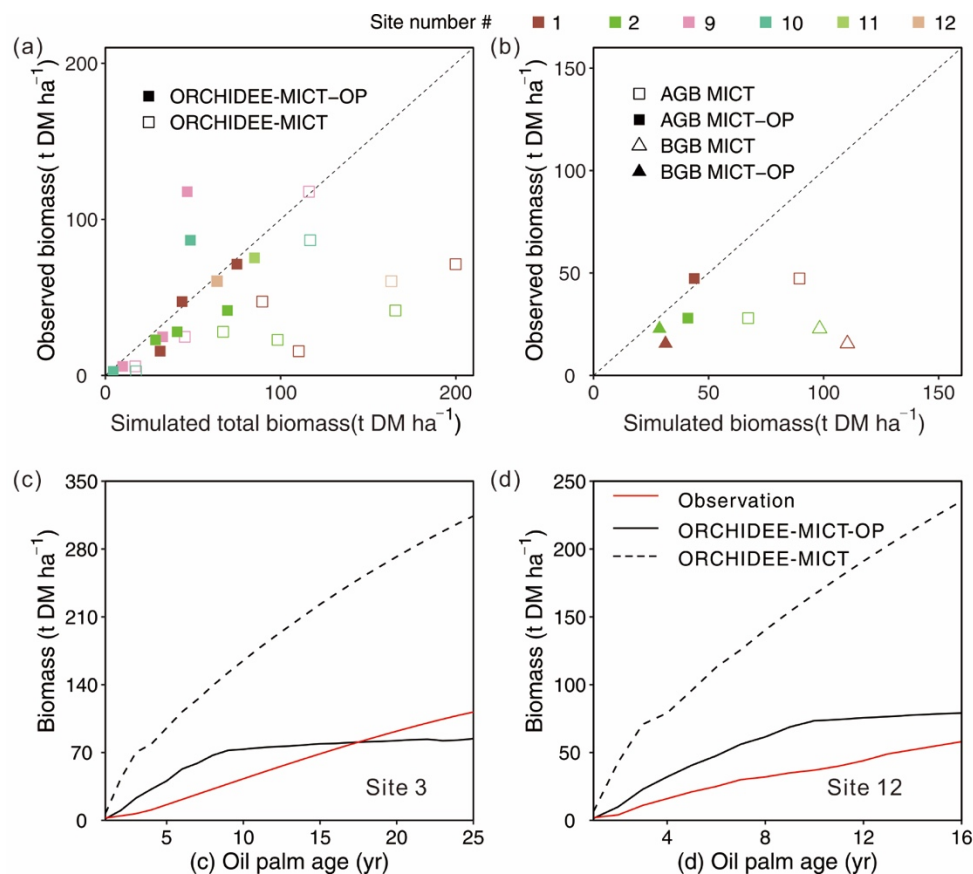 Site number # 1 2 9 10 11 12
(a)
200
100
0
Observed biomass( t DM ha⁻¹)
ORCHIDEE-MICT−OP
ORCHIDEE-MICT
0 100 200
Simulated total biomass(t DM ha⁻¹)
(b)
150
100
50
0
Observed biomass(t DM ha⁻¹)
AGB MICT
AGB MICT−OP
BGB MICT
BGB MICT−OP
0 50 100 150
Simulated biomass(t DM ha⁻¹)
(c)
350
280
210
140
70
0
Biomass (t DM ha⁻¹)
Site 3
5 10 15 20 25
(c) Oil palm age (yr)
(d)
250
200
150
100
50
0
Biomass (t DM ha⁻¹)
Observation
ORCHIDEE-MICT-OP
ORCHIDEE-MICT
Site 12
4 8 12 16
(d) Oil palm age (yr)